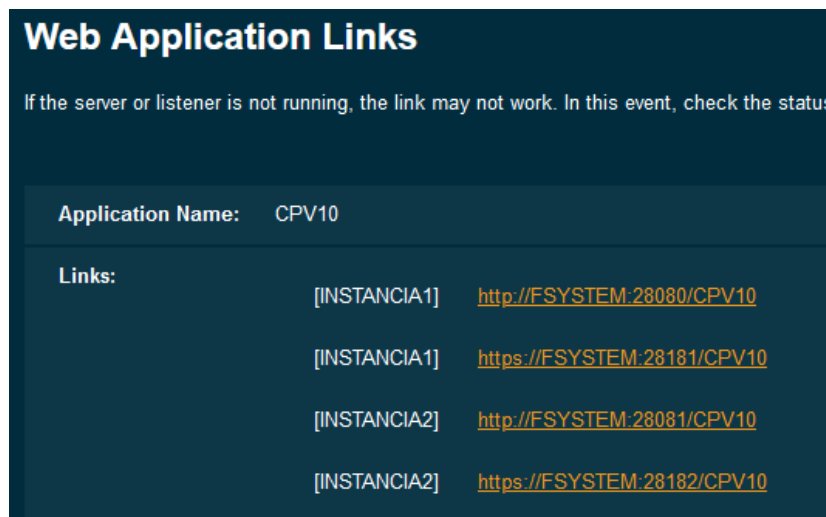 Web Application Links
If the server or listener is not running, the link may not work. In this event, check the status
Application Name: CPV10
Links:
[INSTANCIA1] http://FSYSTEM:28080/CPV10
[INSTANCIA1] https://FSYSTEM:28181/CPV10
[INSTANCIA2] http://FSYSTEM:28081/CPV10
[INSTANCIA2] https://FSYSTEM:28182/CPV10